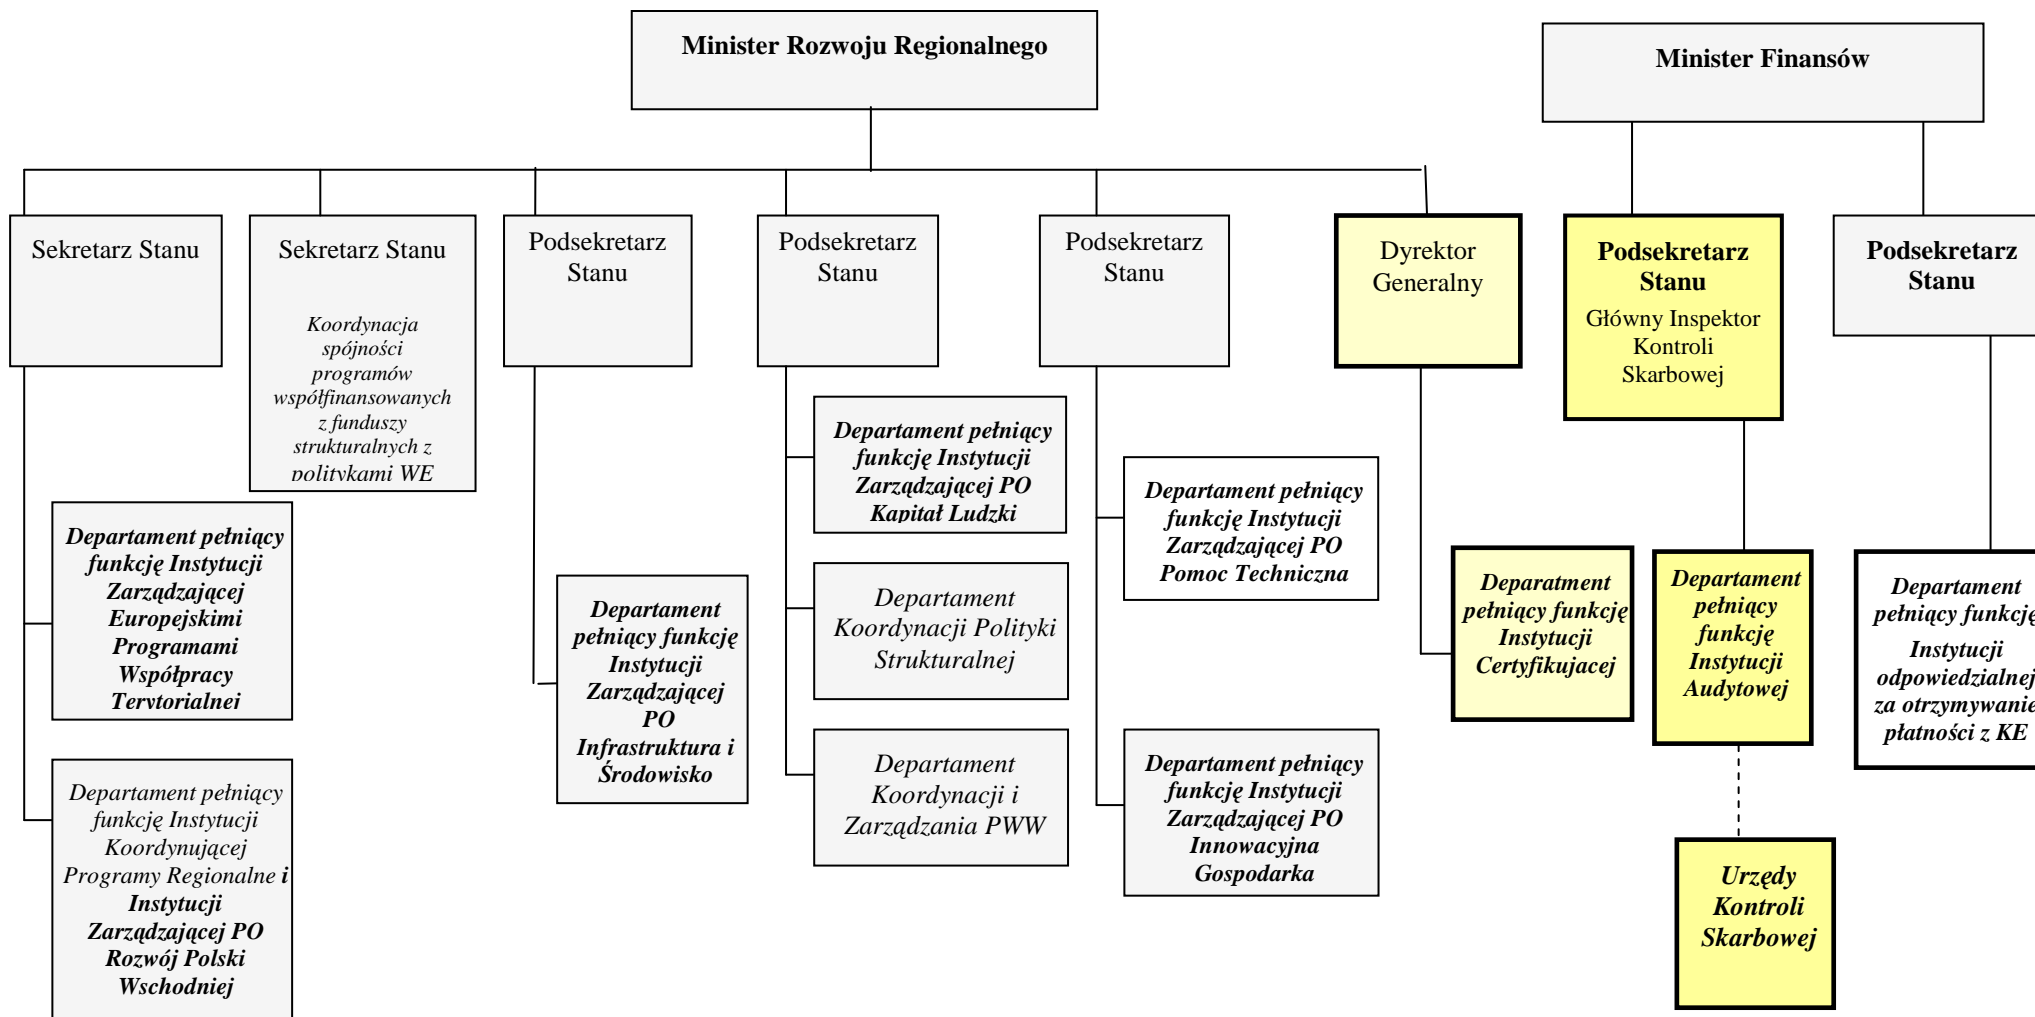 Minister Rozwoju Regionalnego
Minister Finansów
Sekretarz Stanu
Sekretarz Stanu
Koordynacja
spójności
programów
współfinansowanych
z funduszy
strukturalnych z
politykami WE
Podsekretarz
Stanu
Podsekretarz
Stanu
Podsekretarz
Stanu
Dyrektor
Generalny
Podsekretarz
Stanu
Główny Inspektor
Kontroli
Skarbowej
Podsekretarz
Stanu
Departament pełniący
funkcję Instytucji
Zarządzającej
Europejskimi
Programami
Współpracy
Terytorialnej
Departament pełniący
funkcję Instytucji
Koordynującej
Programy Regionalne i
Instytucji
Zarządzającej PO
Rozwój Polski
Wschodniej
Departament
pełniący funkcję
Instytucji
Zarządzającej
PO
Infrastruktura i
Środowisko
Departament pełniący
funkcję Instytucji
Zarządzającej PO
Kapitał Ludzki
Departament
Koordynacji Polityki
Strukturalnej
Departament
Koordynacji i
Zarządzania PWW
Departament pełniący
funkcję Instytucji
Zarządzającej PO
Pomoc Techniczna
Departament pełniący
funkcję Instytucji
Zarządzającej PO
Innowacyjna
Gospodarka
Deparatment
pełniący funkcję
Instytucji
Certyfikujacej
Departament
pełniący
funkcję
Instytucji
Audytowej
Urzędy
Kontroli
Skarbowej
Departament
pełniący funkcję
Instytucji
odpowiedzialnej
za otrzymywanie
płatności z KE